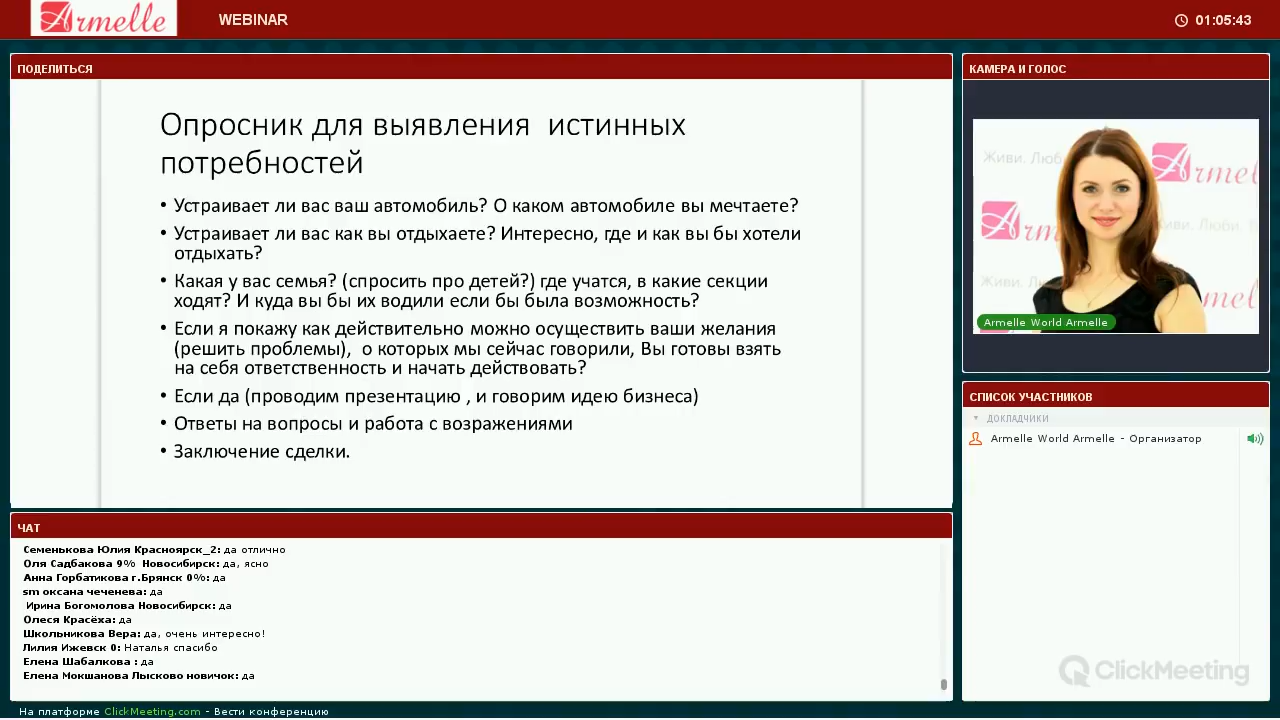 Armelle
WEBINAR
01:05:43
ПОДЕЛИТЬСЯ
Опросник для выявления  истинных
потребностей
• Устраивает ли вас ваш автомобиль? О каком автомобиле вы мечтаете?
• Устраивает ли вас как вы отдыхаете? Интересно, где и как вы бы хотели
отдыхать?
• Какая у вас семья? (спросить про детей?) где учатся, в какие секции
ходят? И куда вы бы их водили если бы была возможность?
• Если я покажу как действительно можно осуществить ваши желания
(решить проблемы),  о которых мы сейчас говорили, Вы готовы взять
на себя ответственность и начать действовать?
• Если да (проводим презентацию , и говорим идею бизнеса)
• Ответы на вопросы и работа с возражениями
• Заключение сделки.
ЧАТ
Семенькова Юлия Красноярск_2: да отлично
Оля Садбакова 9%  Новосибирск: да, ясно
Анна Горбатикова г.Брянск 0%: да
sm оксана чеченева: да
Ирина Богомолова Новосибирск: да
Олеся Красёха: да
Школьникова Вера: да, очень интересно!
Лилия Ижевск 0: Наталья спасибо
Елена Шабалкова : да
Елена Мокшанова Лысково новичок: да
КАМЕРА И ГОЛОС
Живи. Люб
Armel
Arm
Живи. Люби.
Живи
mel
Armelle World Armelle
СПИСОК УЧАСТНИКОВ
ДОКЛАДЧИКИ
Armelle World Armelle - Организатор
ClickMeeting
На платформе ClickMeeting.com - Вести конференцию